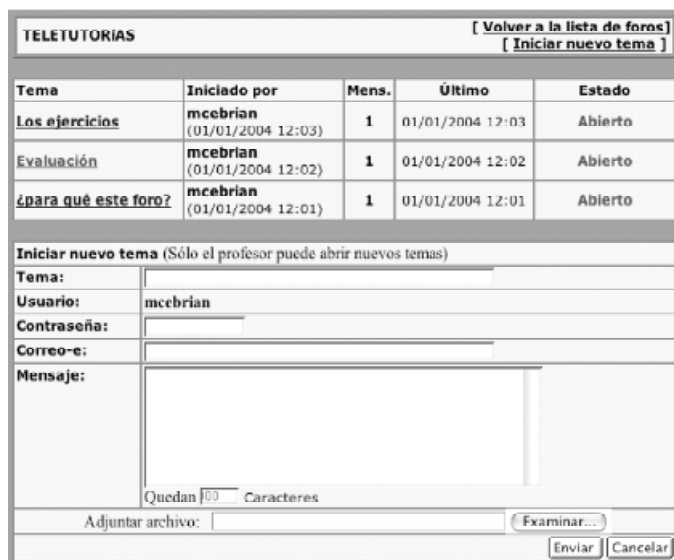 TELETUTORIAS [ Volver a la lista de foros]
[ Iniciar nuevo tema ]
Tema Iniciado por Mens. Último Estado
Los ejercicios mcebrian (01/01/2004 12:03) 1 01/01/2004 12:03 Abierto
Evaluación mcebrian (01/01/2004 12:02) 1 01/01/2004 12:02 Abierto
¿para qué este foro? mcebrian (01/01/2004 12:01) 1 01/01/2004 12:01 Abierto
Iniciar nuevo tema (Sólo el profesor puede abrir nuevos temas)
Tema:
Usuario: mcebrian
Contraseña:
Correo-e:
Mensaje:
Quedan Caracteres
Adjuntar archivo: Examinar...
Enviar Cancelar